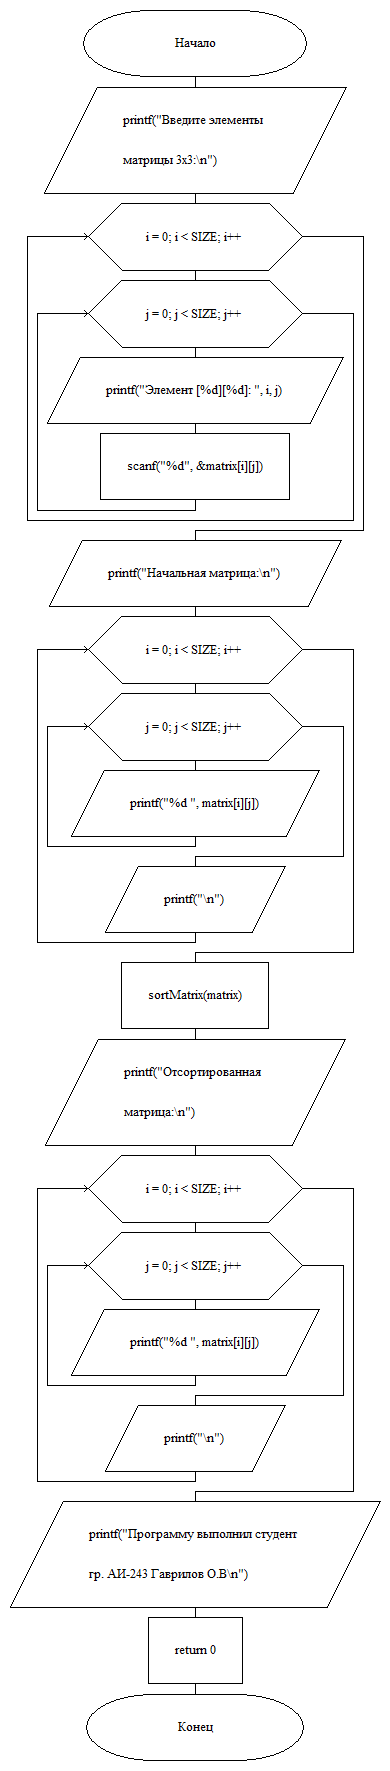 Начало
printf("Введите элементы
матрицы 3x3:\n")
i = 0; i < SIZE; i++
j = 0; j < SIZE; j++
printf("Элемент [%d][%d]: ", i, j)
scanf("%d", &matrix[i][j])
printf("Начальная матрица:\n")
i = 0; i < SIZE; i++
j = 0; j < SIZE; j++
printf("%d ", matrix[i][j])
printf("\n")
sortMatrix(matrix)
printf("Отсортированная
матрица:\n")
i = 0; i < SIZE; i++
j = 0; j < SIZE; j++
printf("%d ", matrix[i][j])
printf("\n")
printf("Программу выполнил студент
гр. АИ-243 Гаврилов О.В\n")
return 0
Конец